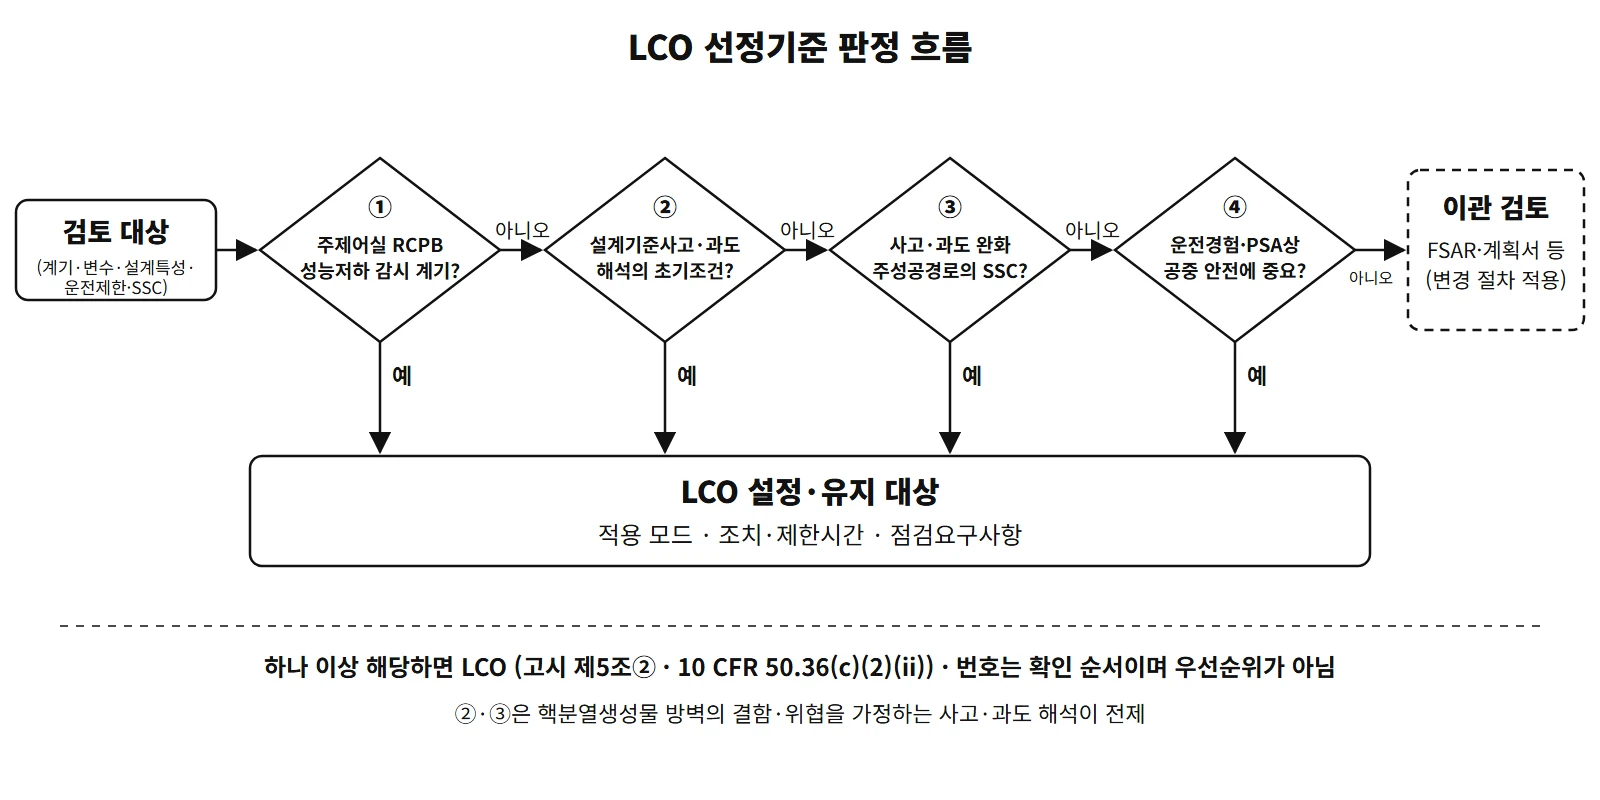 LCO 선정기준 판정 흐름
검토 대상
(계기·변수·설계특성·
운전제한·SSC)
①
주제어실 RCPB
성능저하 감시 계기?
아니오
②
설계기준사고·과도
해석의 초기조건?
아니오
③
사고·과도 완화
주성공경로의 SSC?
아니오
④
운전경험·PSA상
공중 안전에 중요?
아니오
이관 검토
FSAR·계획서 등
(변경 절차 적용)
예
예
예
예
LCO 설정·유지 대상
적용 모드 · 조치·제한시간 · 점검요구사항
하나 이상 해당하면 LCO (고시 제5조② · 10 CFR 50.36(c)(2)(ii)) · 번호는 확인 순서이며 우선순위가 아님
②·③은 핵분열생성물 방벽의 결함·위협을 가정하는 사고·과도 해석이 전제